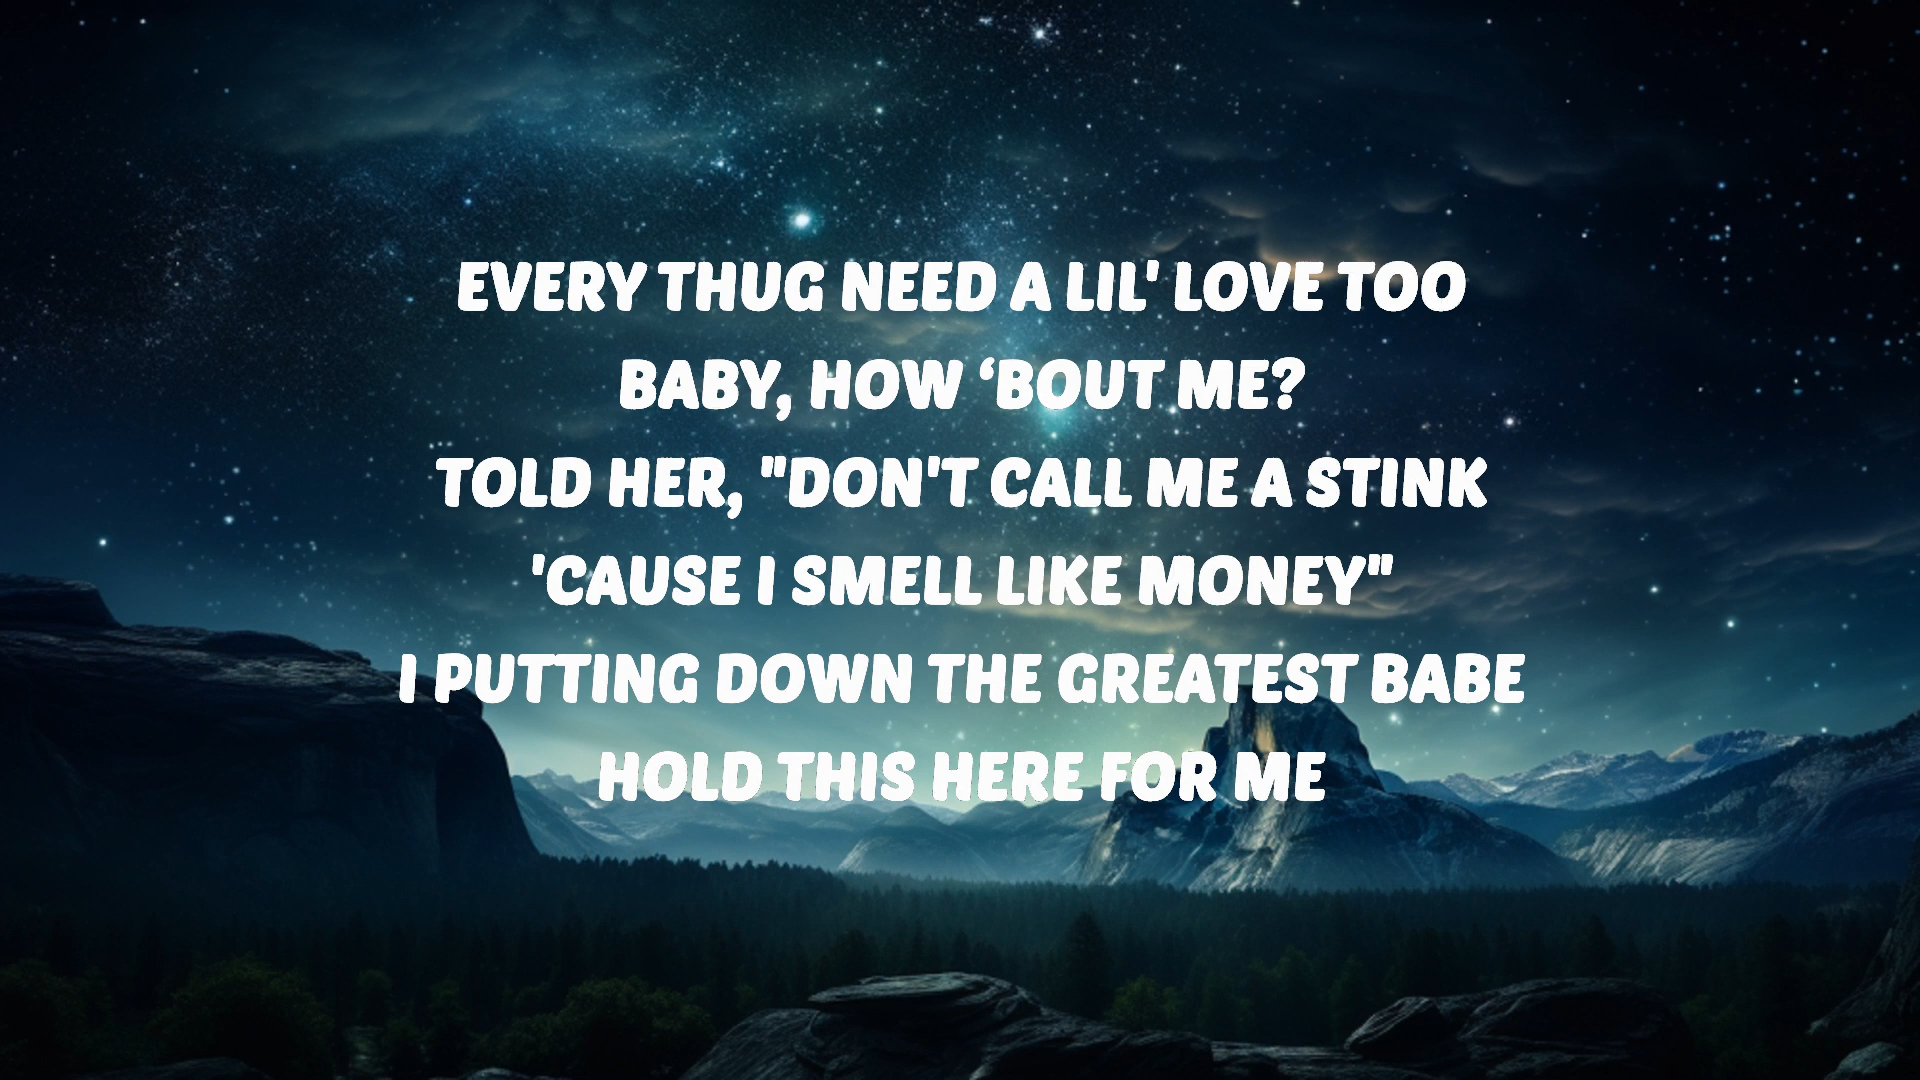 EVERY THUG NEED A LIL' LOVE TOO
BABY, HOW ‘BOUT ME?
TOLD HER, "DON'T CALL ME A STINK
'CAUSE I SMELL LIKE MONEY"
I PUTTING DOWN THE GREATEST BABE
HOLD THIS HERE FOR ME